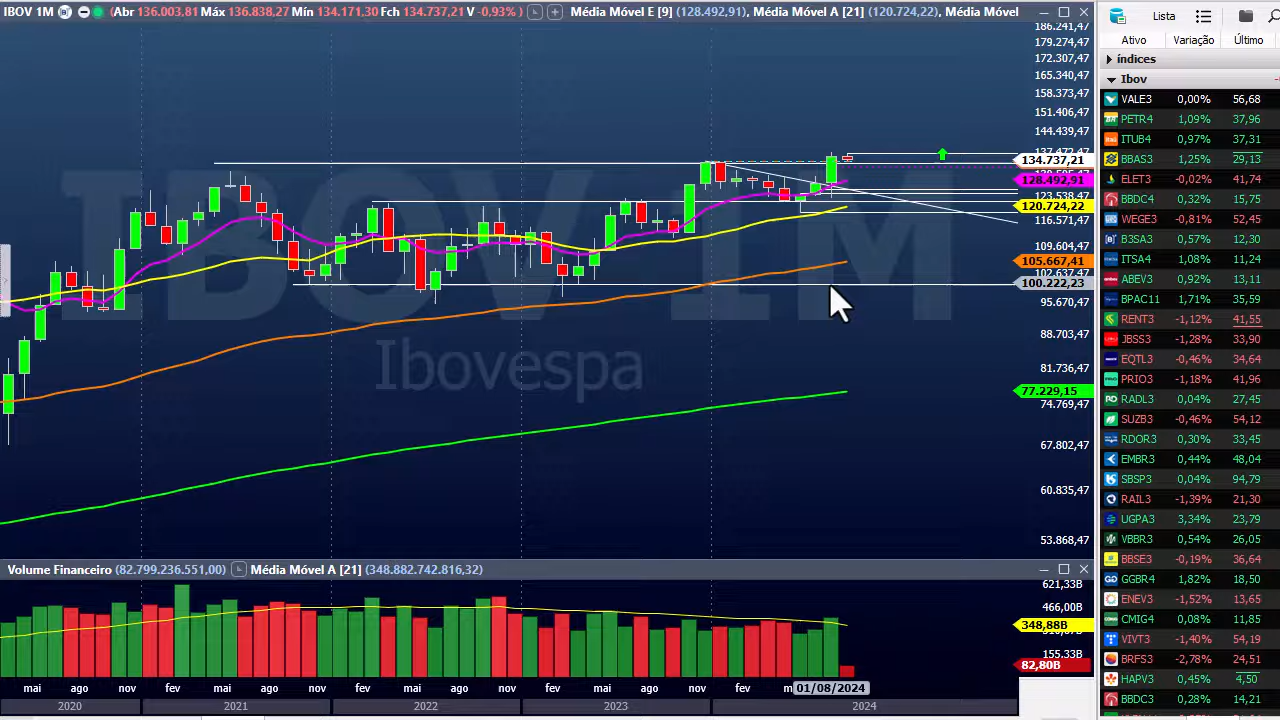 IBOV 1M (Abr 136.003,81 Máx 136.838,27 Mín 134.171,30 Fch 134.737,21 V -0,93% ) Média Móvel E [9] (128.492,91), Média Móvel A [21] (120.724,22), Média Móvel
186.241,47
179.274,47
172.307,47
165.340,47
158.373,47
151.406,47
144.439,47
137.472,47
134.737,21
128.492,91
123.538,47
120.724,22
116.571,47
109.604,47
105.667,41
102.637,47
100.222,23
95.670,47
88.703,47
81.736,47
77.229,15
74.769,47
67.802,47
60.835,47
53.868,47
IBOV 1M
Ibovespa
Volume Financeiro (82.799.236.551,00) Média Móvel A [21] (348.882.742.816,32)
621,33B
466,00B
348,88B
155,33B
82,80B
mai ago nov fev mai ago nov fev mai ago nov fev mai ago nov fev 01/08/2024
2020 2021 2022 2023 2024
Lista
Ativo Variação Último
índices
Ibov
VALE3 0,00% 56,68
PETR4 1,09% 37,96
ITUB4 0,97% 37,31
BBAS3 1,25% 29,13
ELET3 -0,02% 41,74
BBDC4 0,32% 15,75
WEGE3 -0,81% 52,45
B3SA3 0,57% 12,30
ITSA4 1,08% 11,24
ABEV3 0,92% 13,11
BPAC11 1,71% 35,59
RENT3 -1,12% 41,55
JBSS3 -1,28% 33,90
EQTL3 -0,46% 34,64
PRIO3 -1,18% 41,96
RADL3 0,04% 27,45
SUZB3 -0,46% 54,12
RDOR3 0,30% 33,45
EMBR3 0,44% 48,04
SBSP3 0,04% 94,79
RAIL3 -1,39% 21,30
UGPA3 3,34% 23,79
VBBR3 0,54% 26,05
BBSE3 -0,19% 36,64
GGBR4 1,82% 18,50
ENEV3 -1,52% 13,65
CMIG4 0,08% 11,85
VIVT3 -1,40% 54,19
BRFS3 -2,78% 24,51
HAPV3 0,45% 4,50
BBDC3 0,28% 14,21